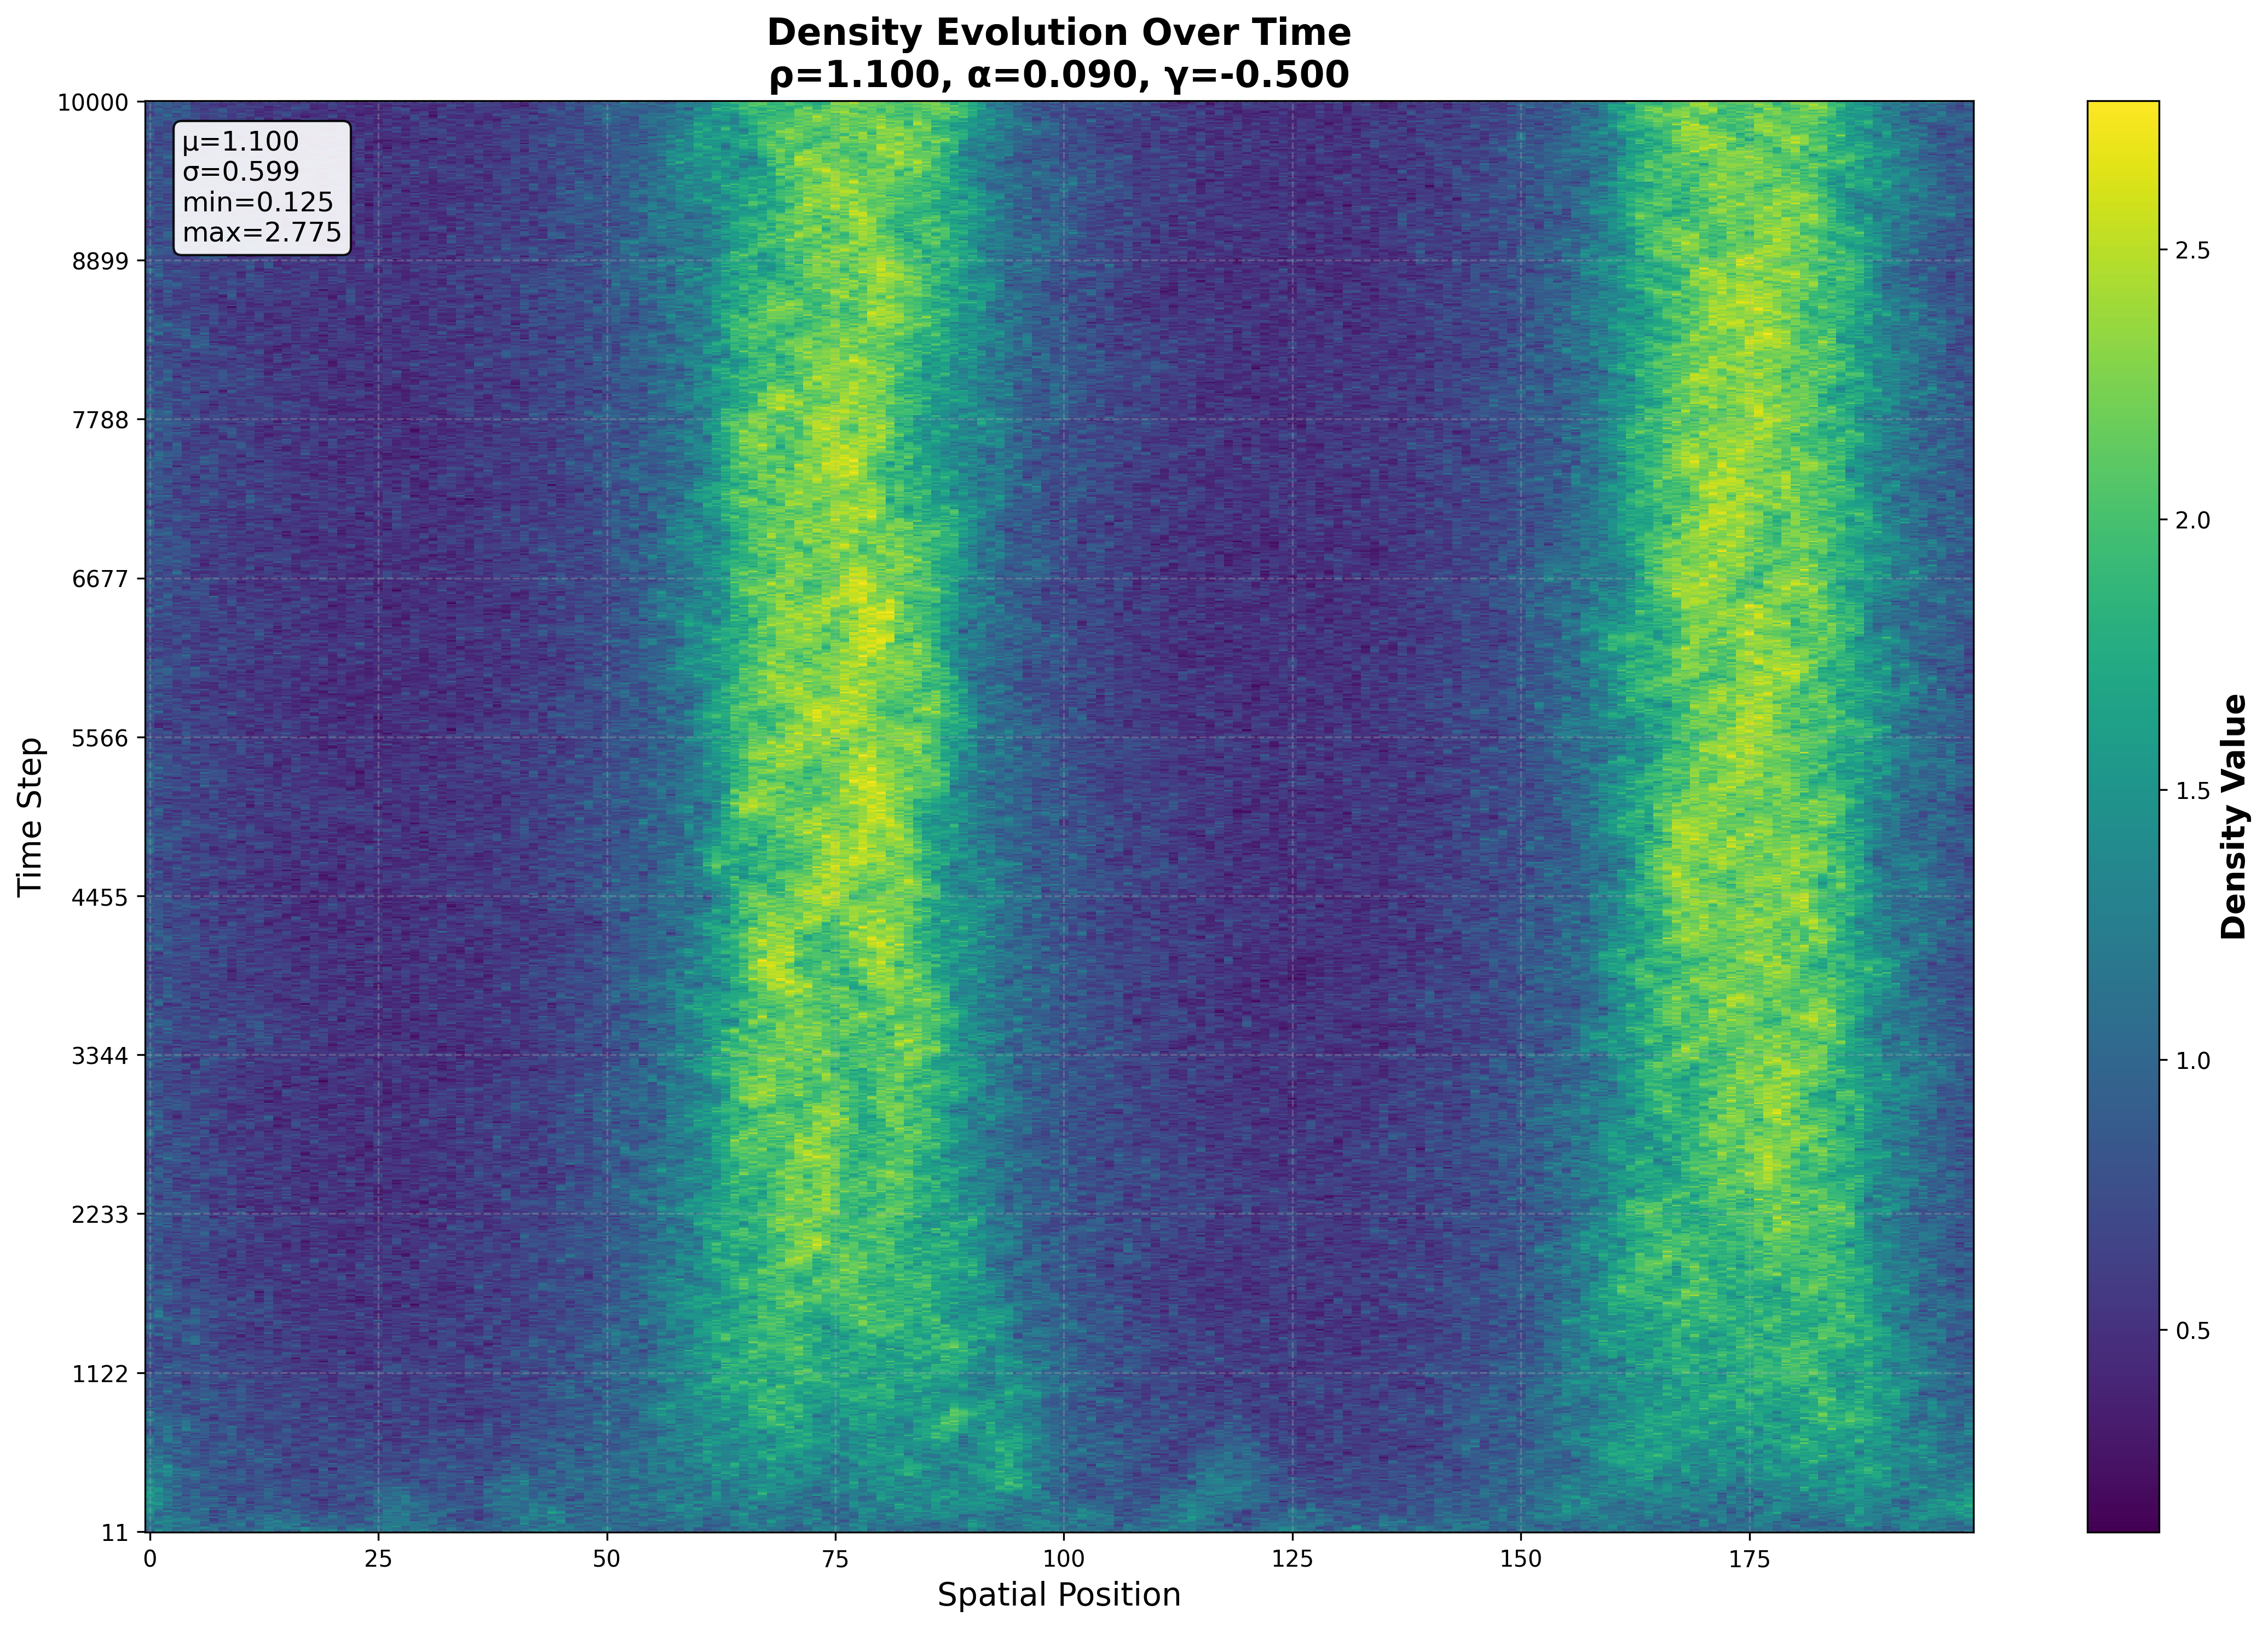 Density Evolution Over Time
ρ=1.100, α=0.090, γ=-0.500
μ=1.100
σ=0.599
min=0.125
max=2.775
10000
8899
7788
6677
5566
4455
3344
2233
1122
11
Time Step
0
25
50
75
100
125
150
175
Spatial Position
2.5
2.0
1.5
1.0
0.5
Density Value